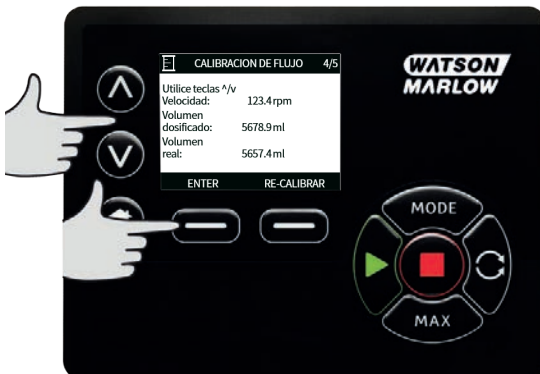 CALIBRACION DE FLUJO 4/5
Utilice teclas ^/v
Velocidad: 123.4 rpm
Volumen
dosificado: 5678.9 ml
Volumen
real: 5657.4 ml
ENTER RE-CALIBRAR
WATSON
MARLOW
MODE
MAX